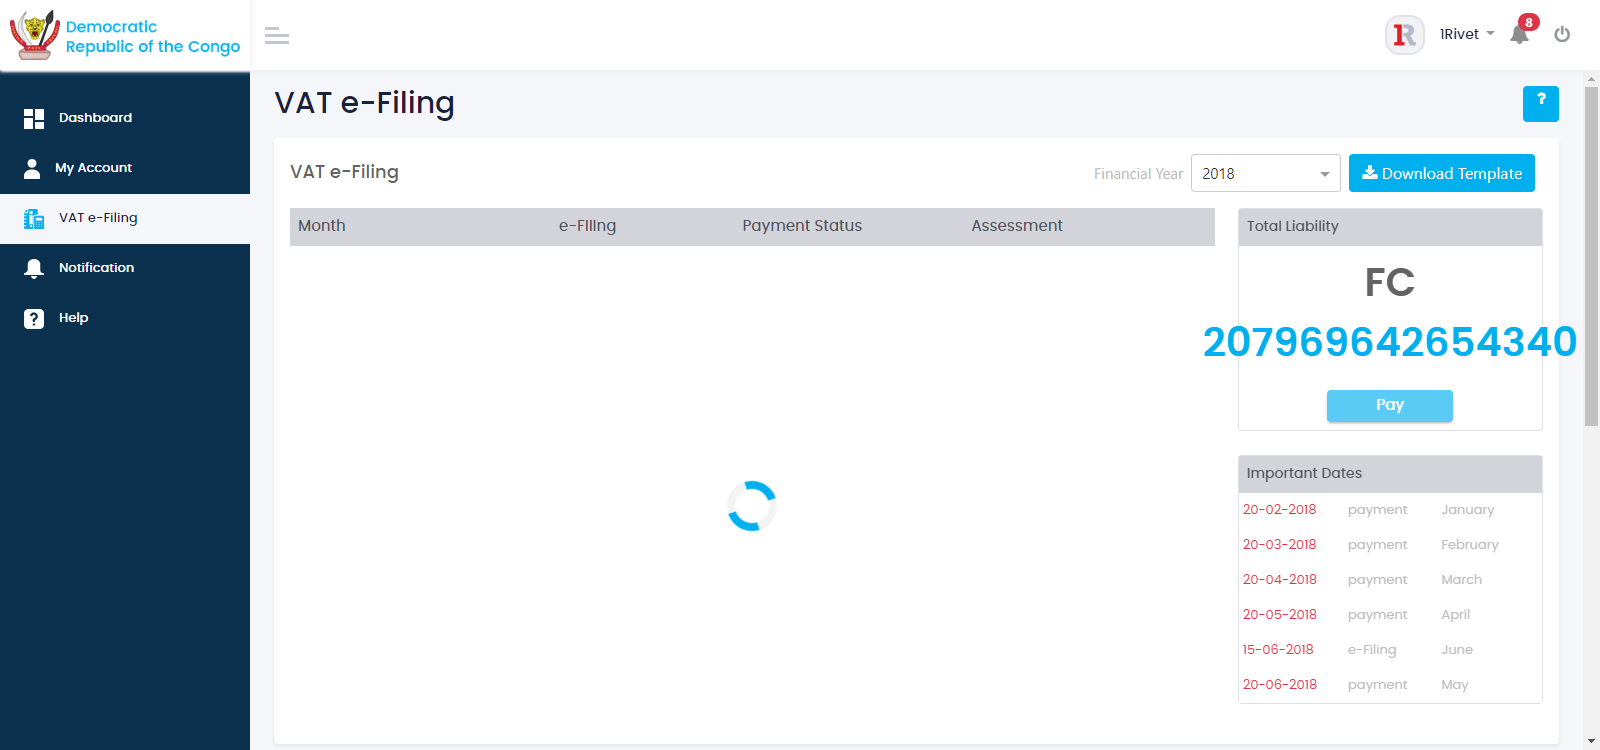 Democratic
Republic of the Congo
1R
1Rivet
8
Dashboard
My Account
VAT e-Filing
Notification
Help
VAT e-Filing
?
VAT e-Filing
Financial Year
2018
Download Template
Month e-Filing Payment Status Assessment
Total Liability
FC
207969642654340
Pay
Important Dates
20-02-2018 payment January
20-03-2018 payment February
20-04-2018 payment March
20-05-2018 payment April
15-06-2018 e-Filing June
20-06-2018 payment May